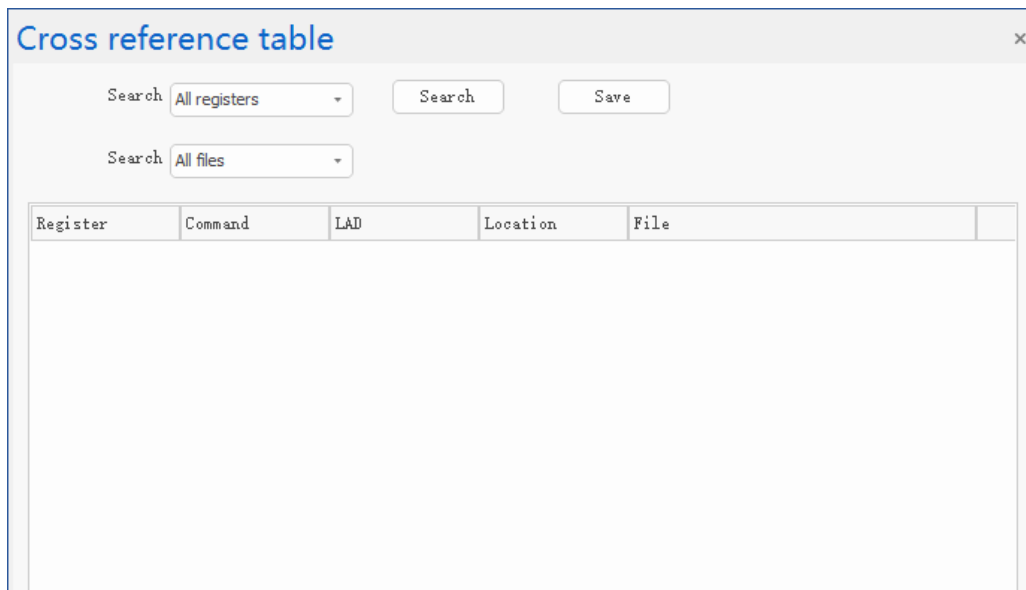 Cross reference table ×
Search All registers Search Save
Search All files
Register Command LAD Location File